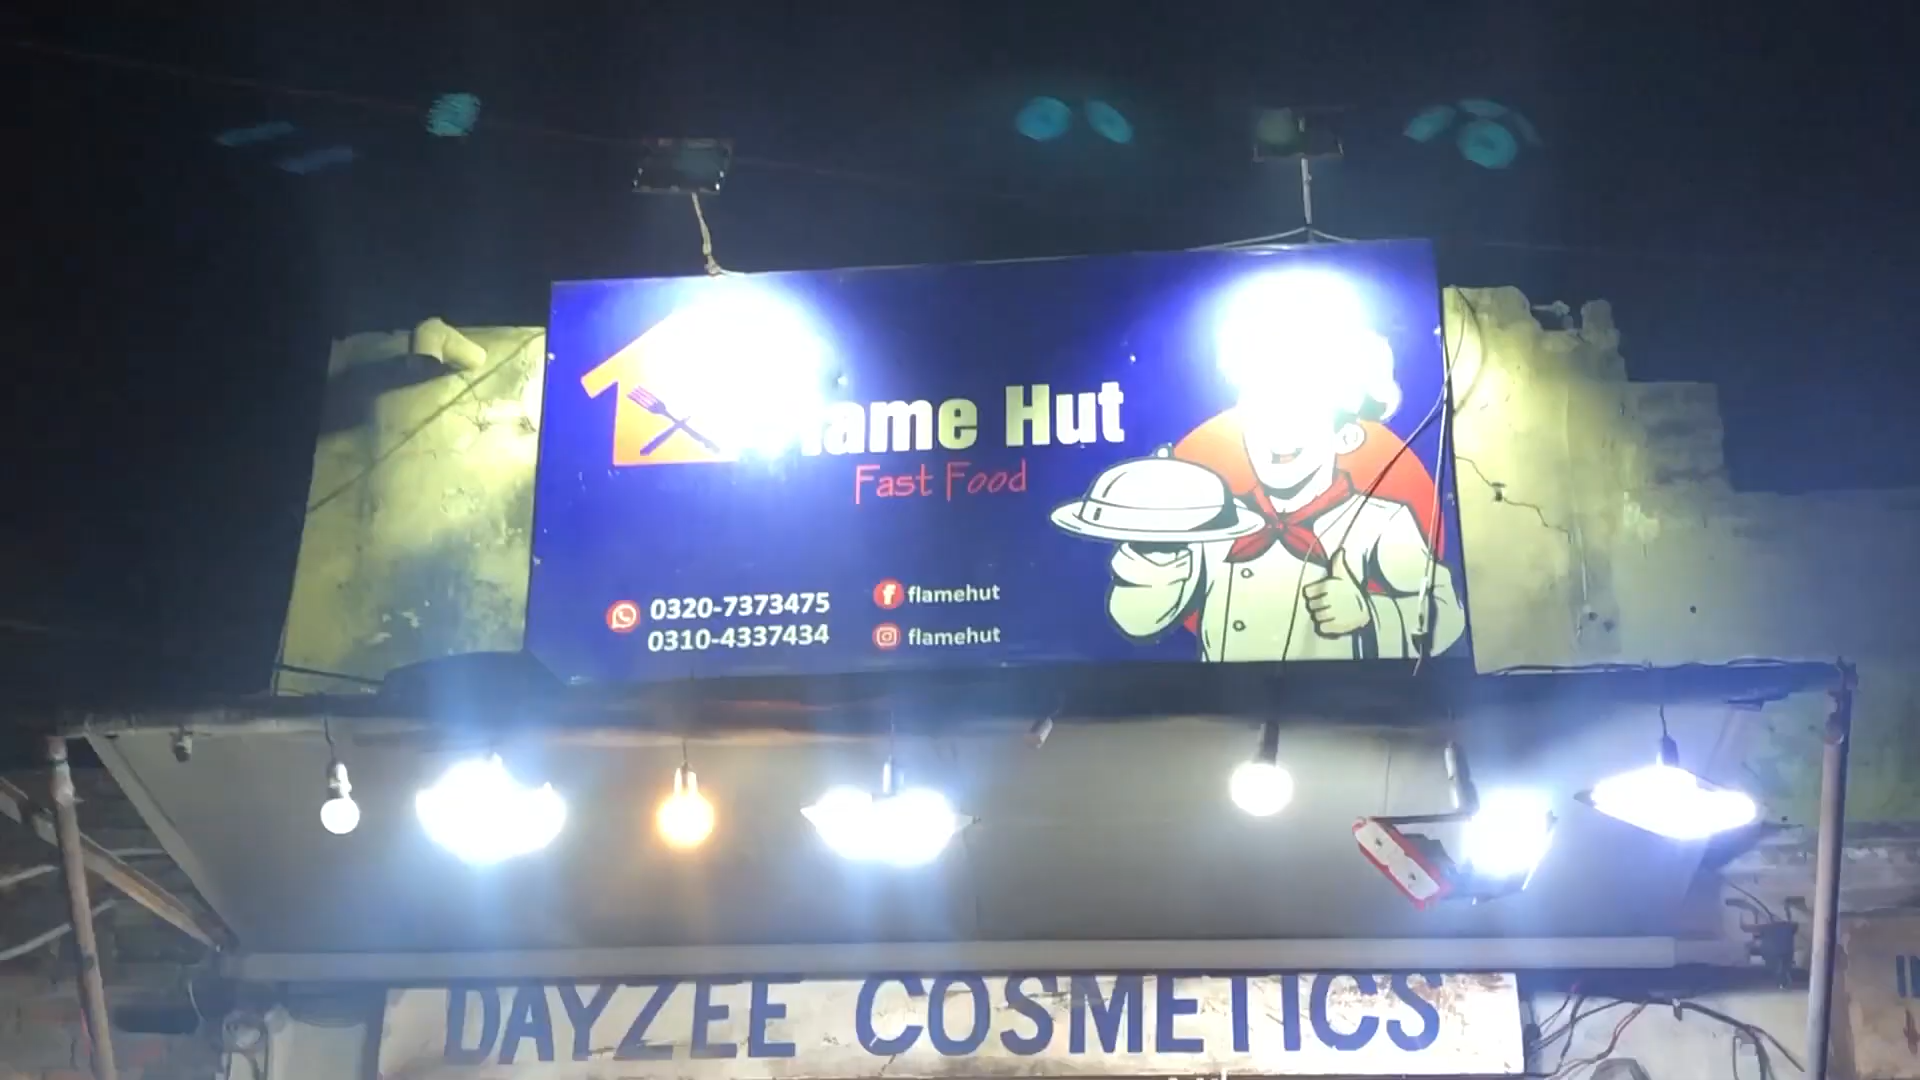 Flame Hut
Fast Food
0320-7373475
0310-4337434
flamehut
flamehut
DAYZEE COSMETICS